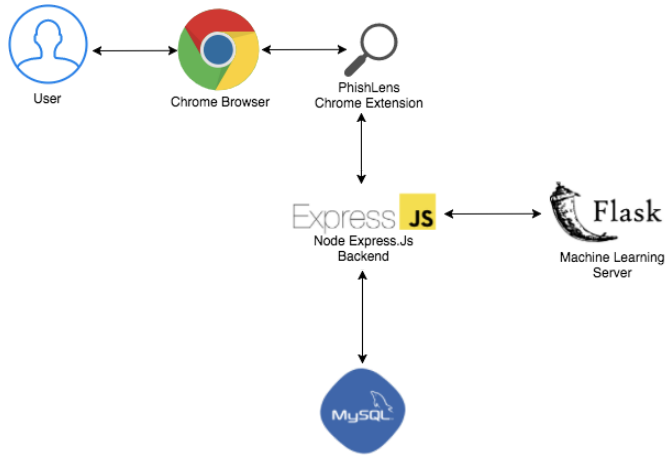 User
Chrome Browser
PhishLens
Chrome Extension
Express JS
Node Express.Js
Backend
Flask
Machine Learning
Server
MySQL